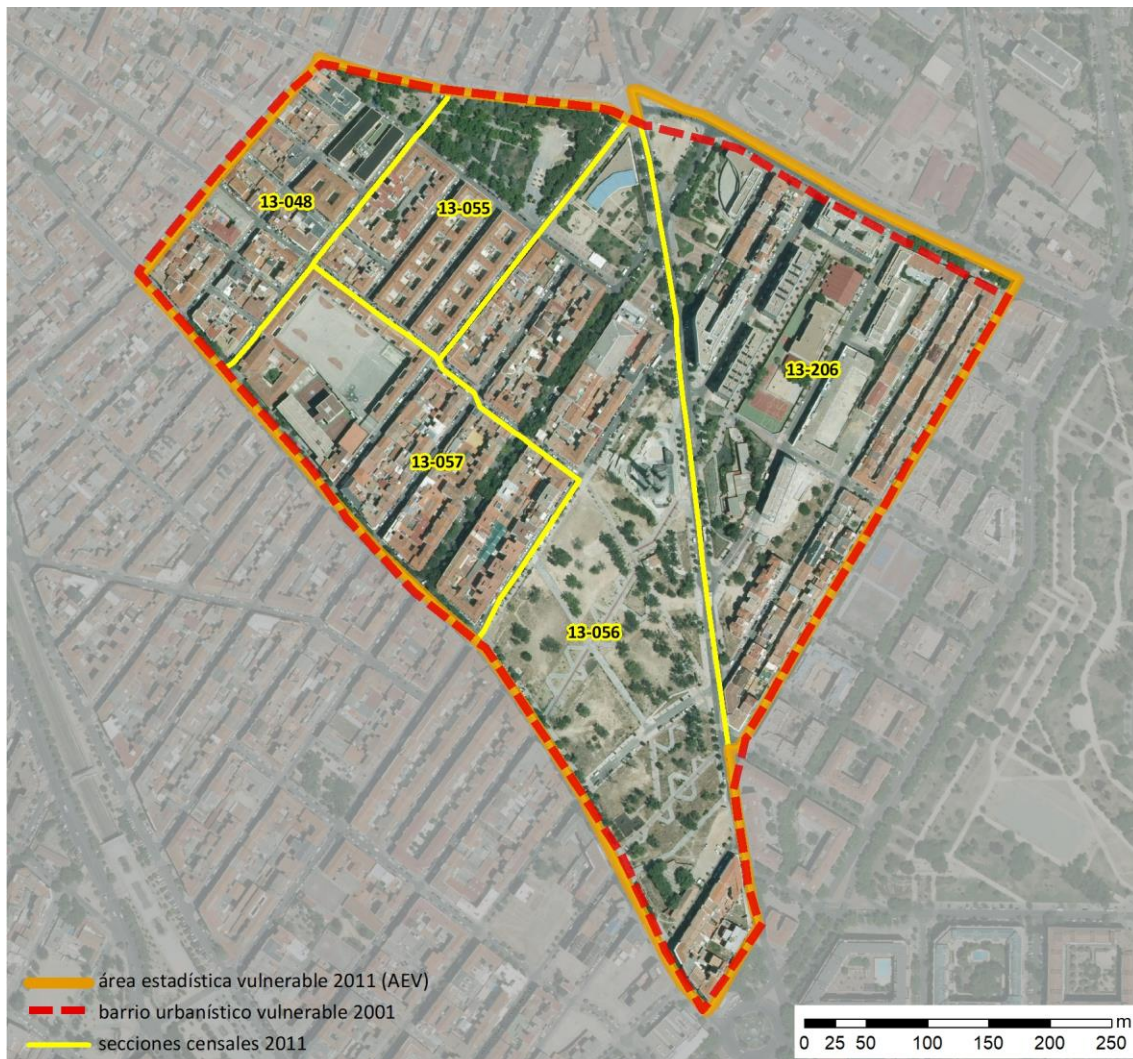 13-048
13-055
13-206
13-057
13-056
área estadística vulnerable 2011 (AEV)
barrio urbanístico vulnerable 2001
secciones censales 2011
m
0 25 50 100 150 200 250